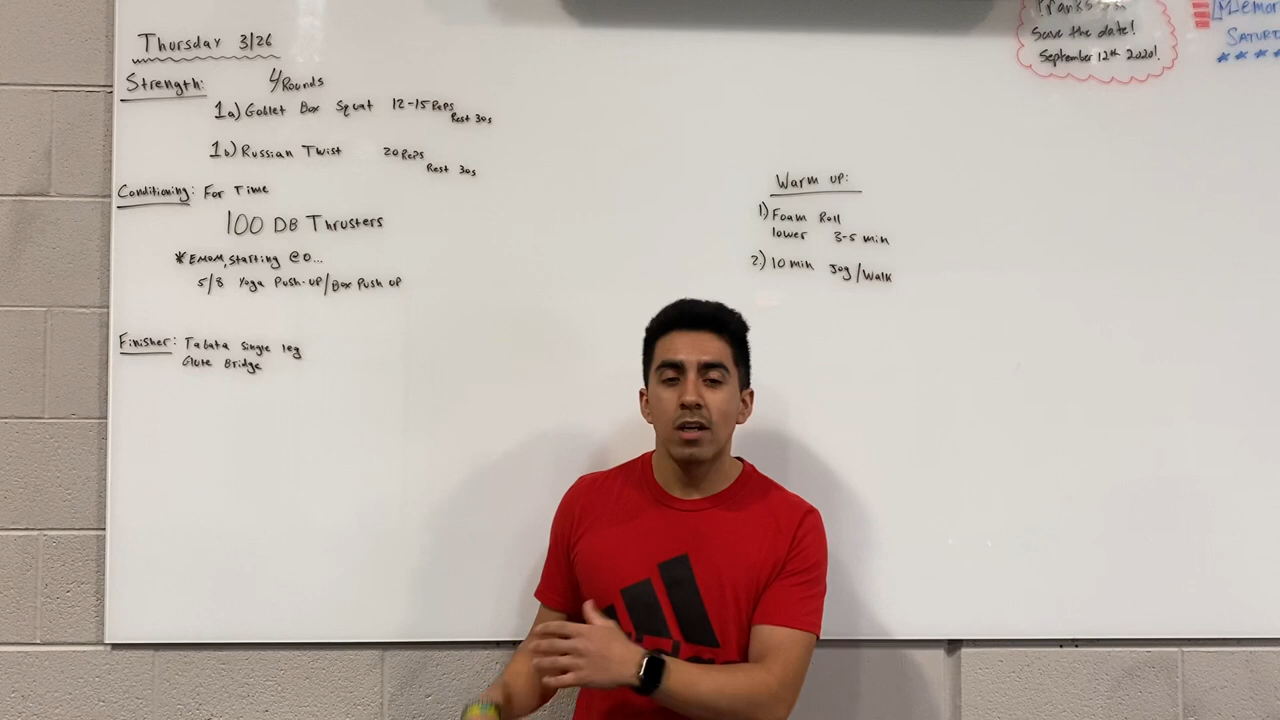 Thursday 3/26
Strength: 4 Rounds
1a) Goblet Box Squat 12-15 Reps
Rest 30s
1b) Russian Twist 20 Reps
Rest 30s
Conditioning: For Time
100 DB Thrusters
*EMOM, Starting @0...
5/8 Yoga Push-up/Box Push up
Finisher: Tabata Single leg
Glute Bridge
Warm up:
1) Foam Roll
lower 3-5 min
2.) 10 min Jog/Walk
Save the date!
September 12th 2020!